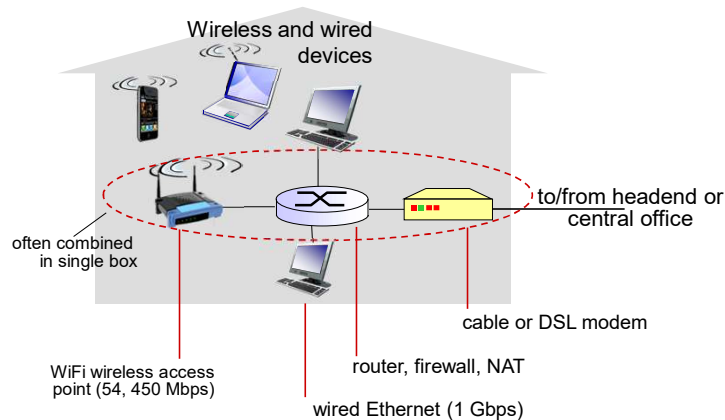 Wireless and wired
devices
to/from headend or
central office
often combined
in single box
cable or DSL modem
router, firewall, NAT
WiFi wireless access
point (54, 450 Mbps)
wired Ethernet (1 Gbps)